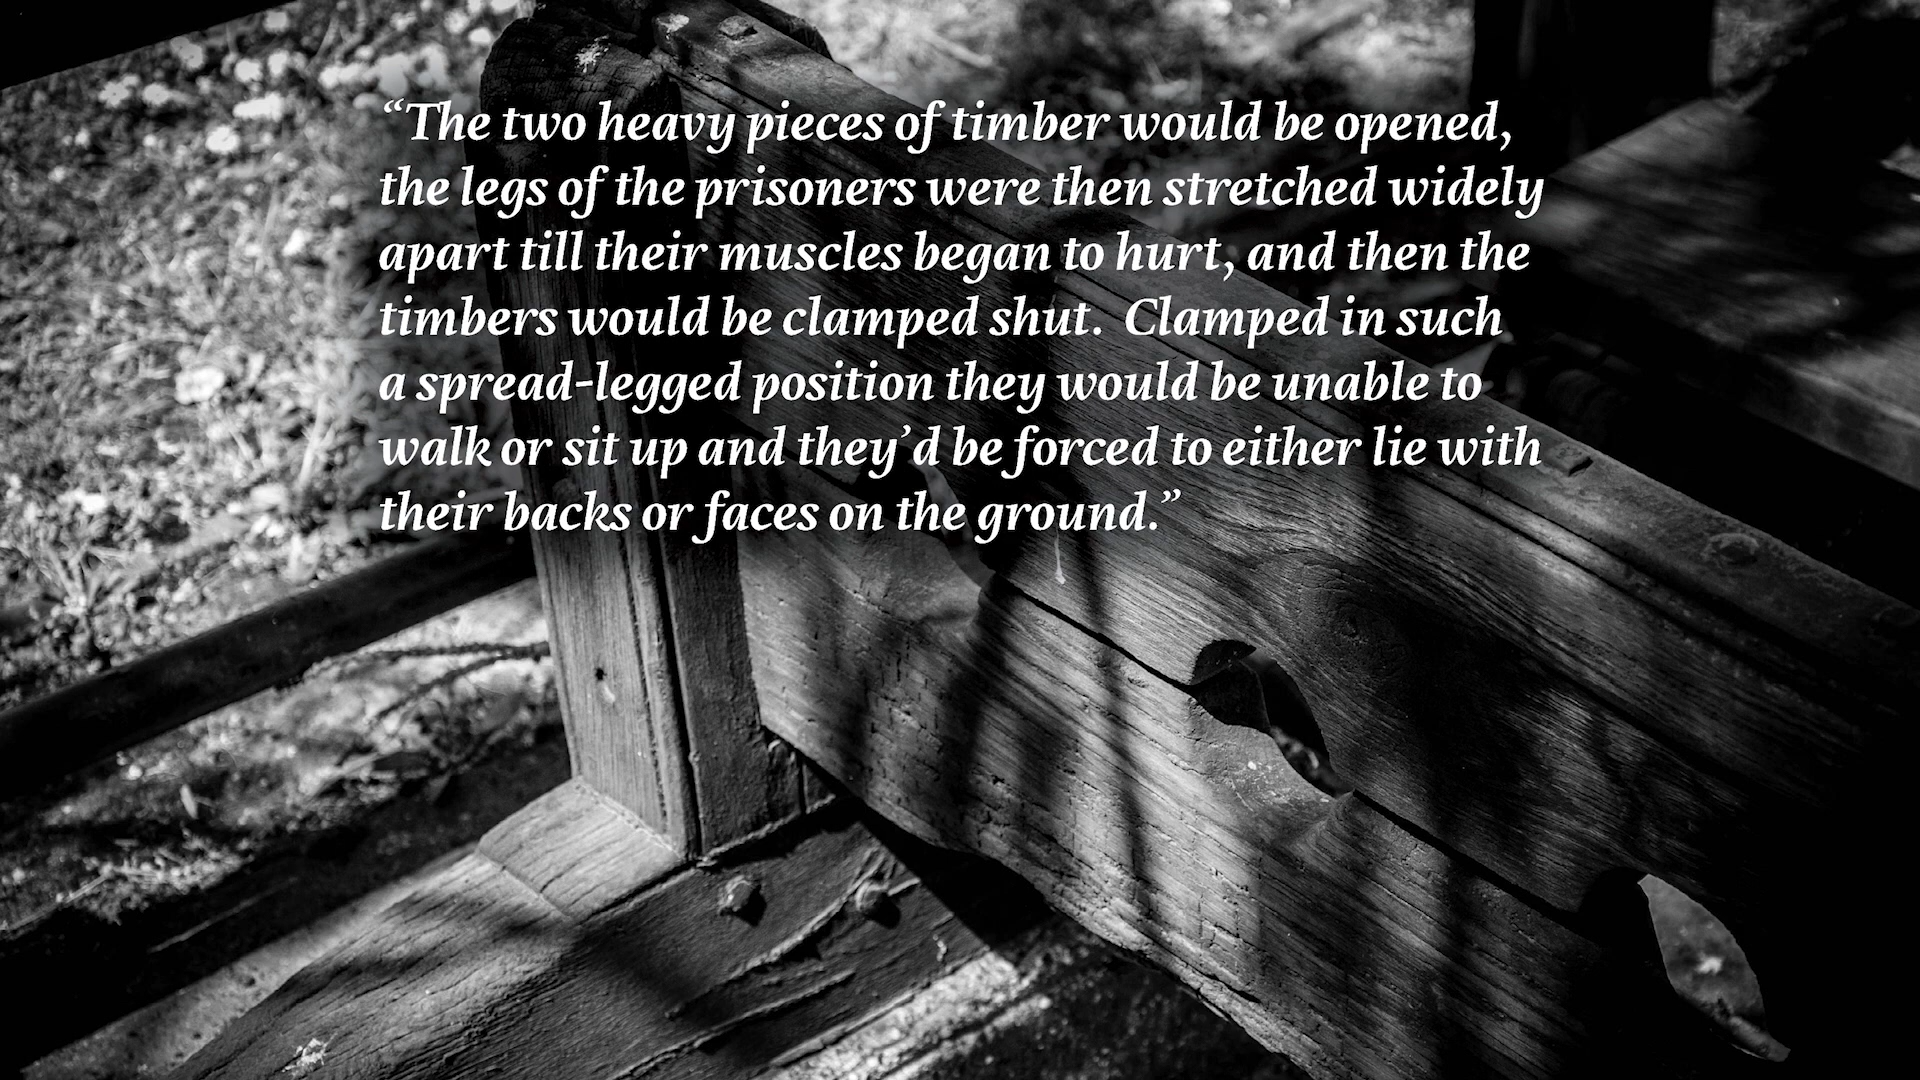 “The two heavy pieces of timber would be opened,
the legs of the prisoners were then stretched widely
apart till their muscles began to hurt, and then the
timbers would be clamped shut.  Clamped in such
a spread-legged position they would be unable to
walk or sit up and they’d be forced to either lie with
their backs or faces on the ground.”